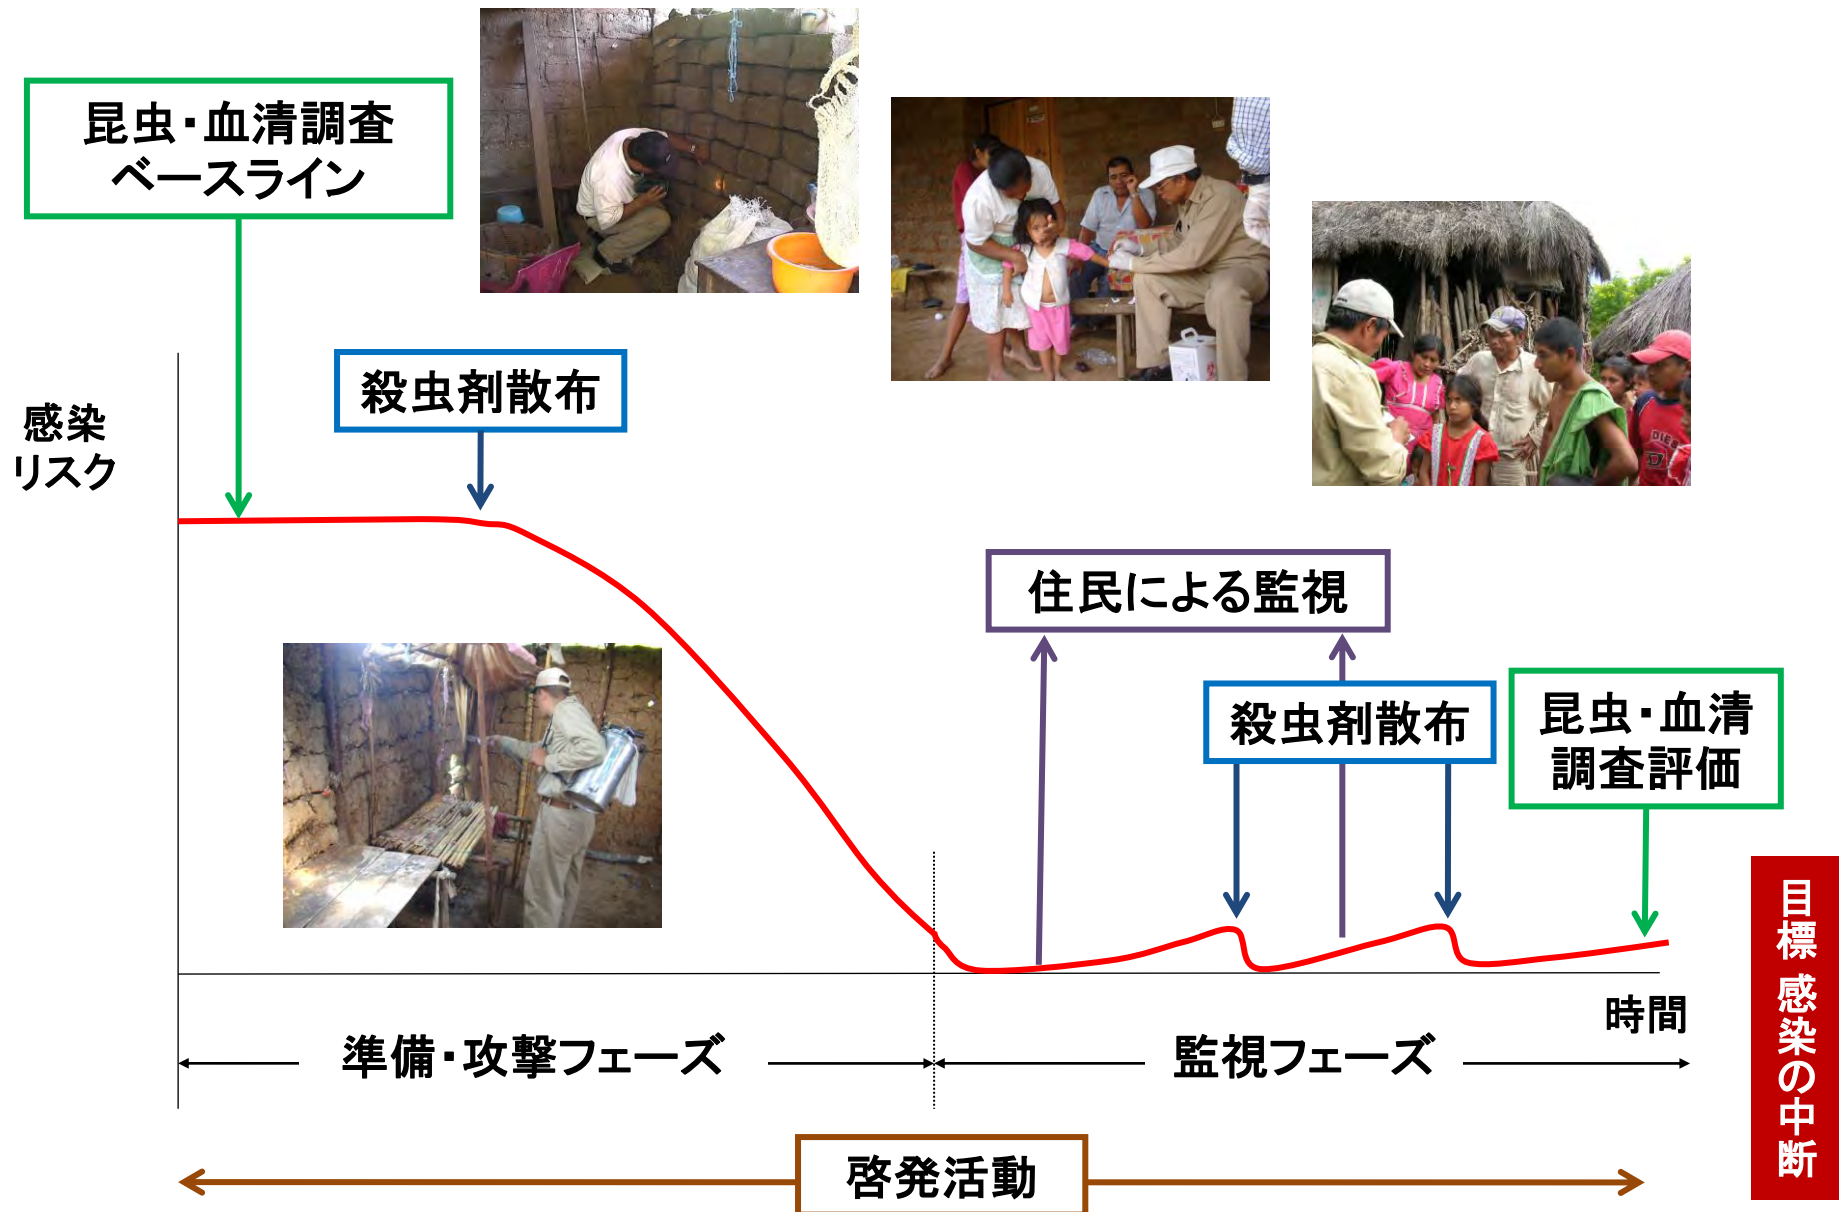 昆虫・血清調査
ベースライン
殺虫剤散布
感染
リスク
住民による監視
殺虫剤散布
昆虫・血清
調査評価
時間
準備・攻撃フェーズ
監視フェーズ
啓発活動
目標 感染の中断